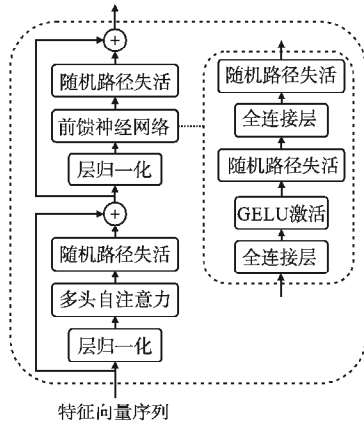 +
随机路径失活
前馈神经网络
层归一化
+
随机路径失活
多头自注意力
层归一化
特征向量序列
随机路径失活
全连接层
随机路径失活
GELU激活
全连接层